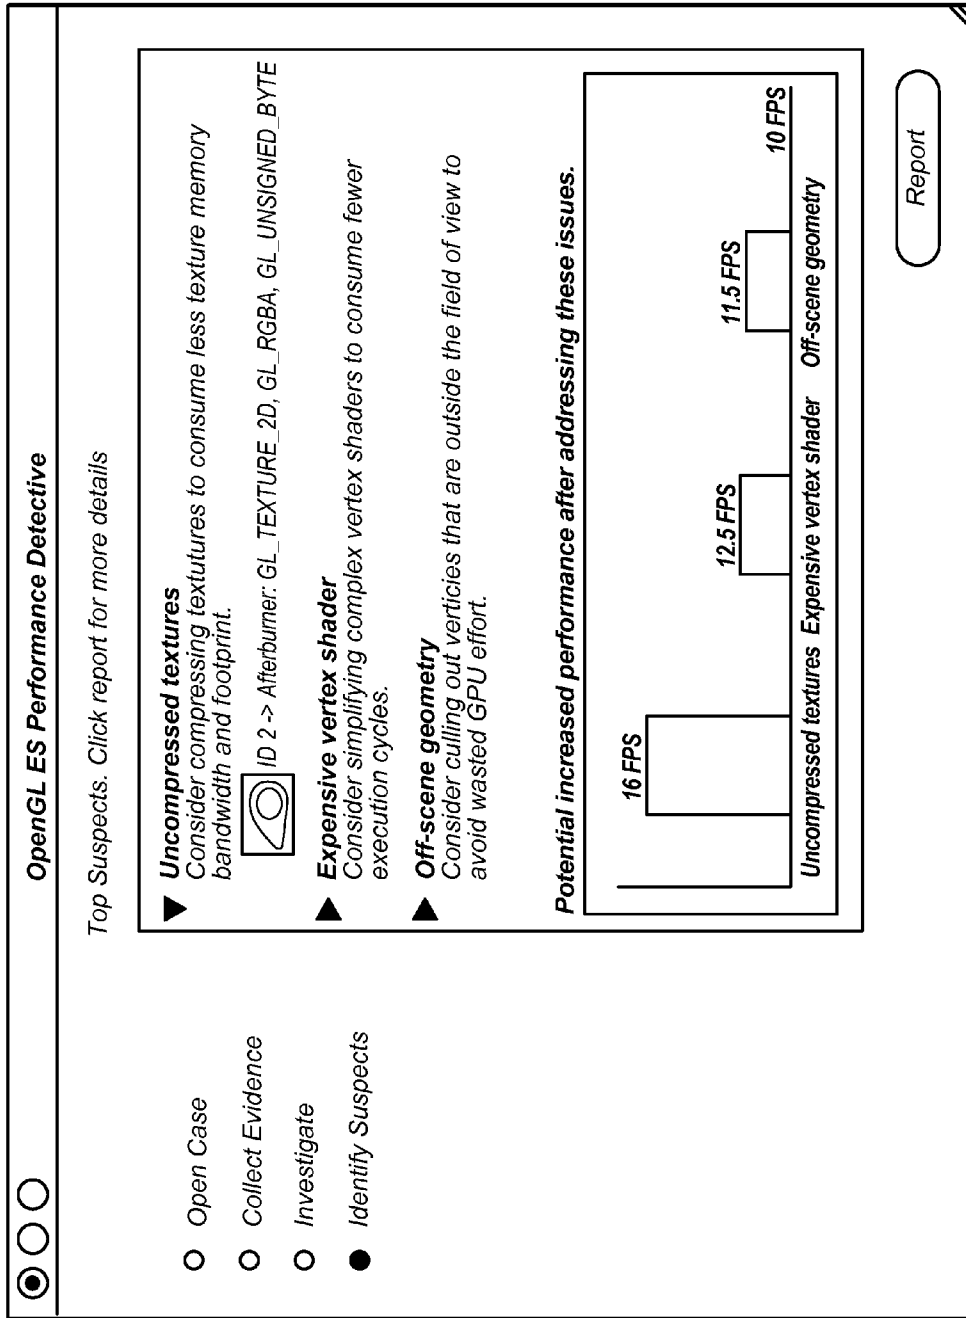 OpenGL ES Performance Detective
Top Suspects. Click report for more details
Open Case
Collect Evidence
Investigate
Identify Suspects
Uncompressed textures
Consider compressing textutures to consume less texture memory
bandwidth and footprint.
ID 2 -> Afterburner: GL_TEXTURE_2D, GL_RGBA, GL_UNSIGNED_BYTE
Expensive vertex shader
Consider simplifying complex vertex shaders to consume fewer
execution cycles.
Off-scene geometry
Consider culling out verticies that are outside the field of view to
avoid wasted GPU effort.
Potential increased performance after addressing these issues.
16 FPS
12.5 FPS
11.5 FPS
10 FPS
Uncompressed textures Expensive vertex shader Off-scene geometry
Report